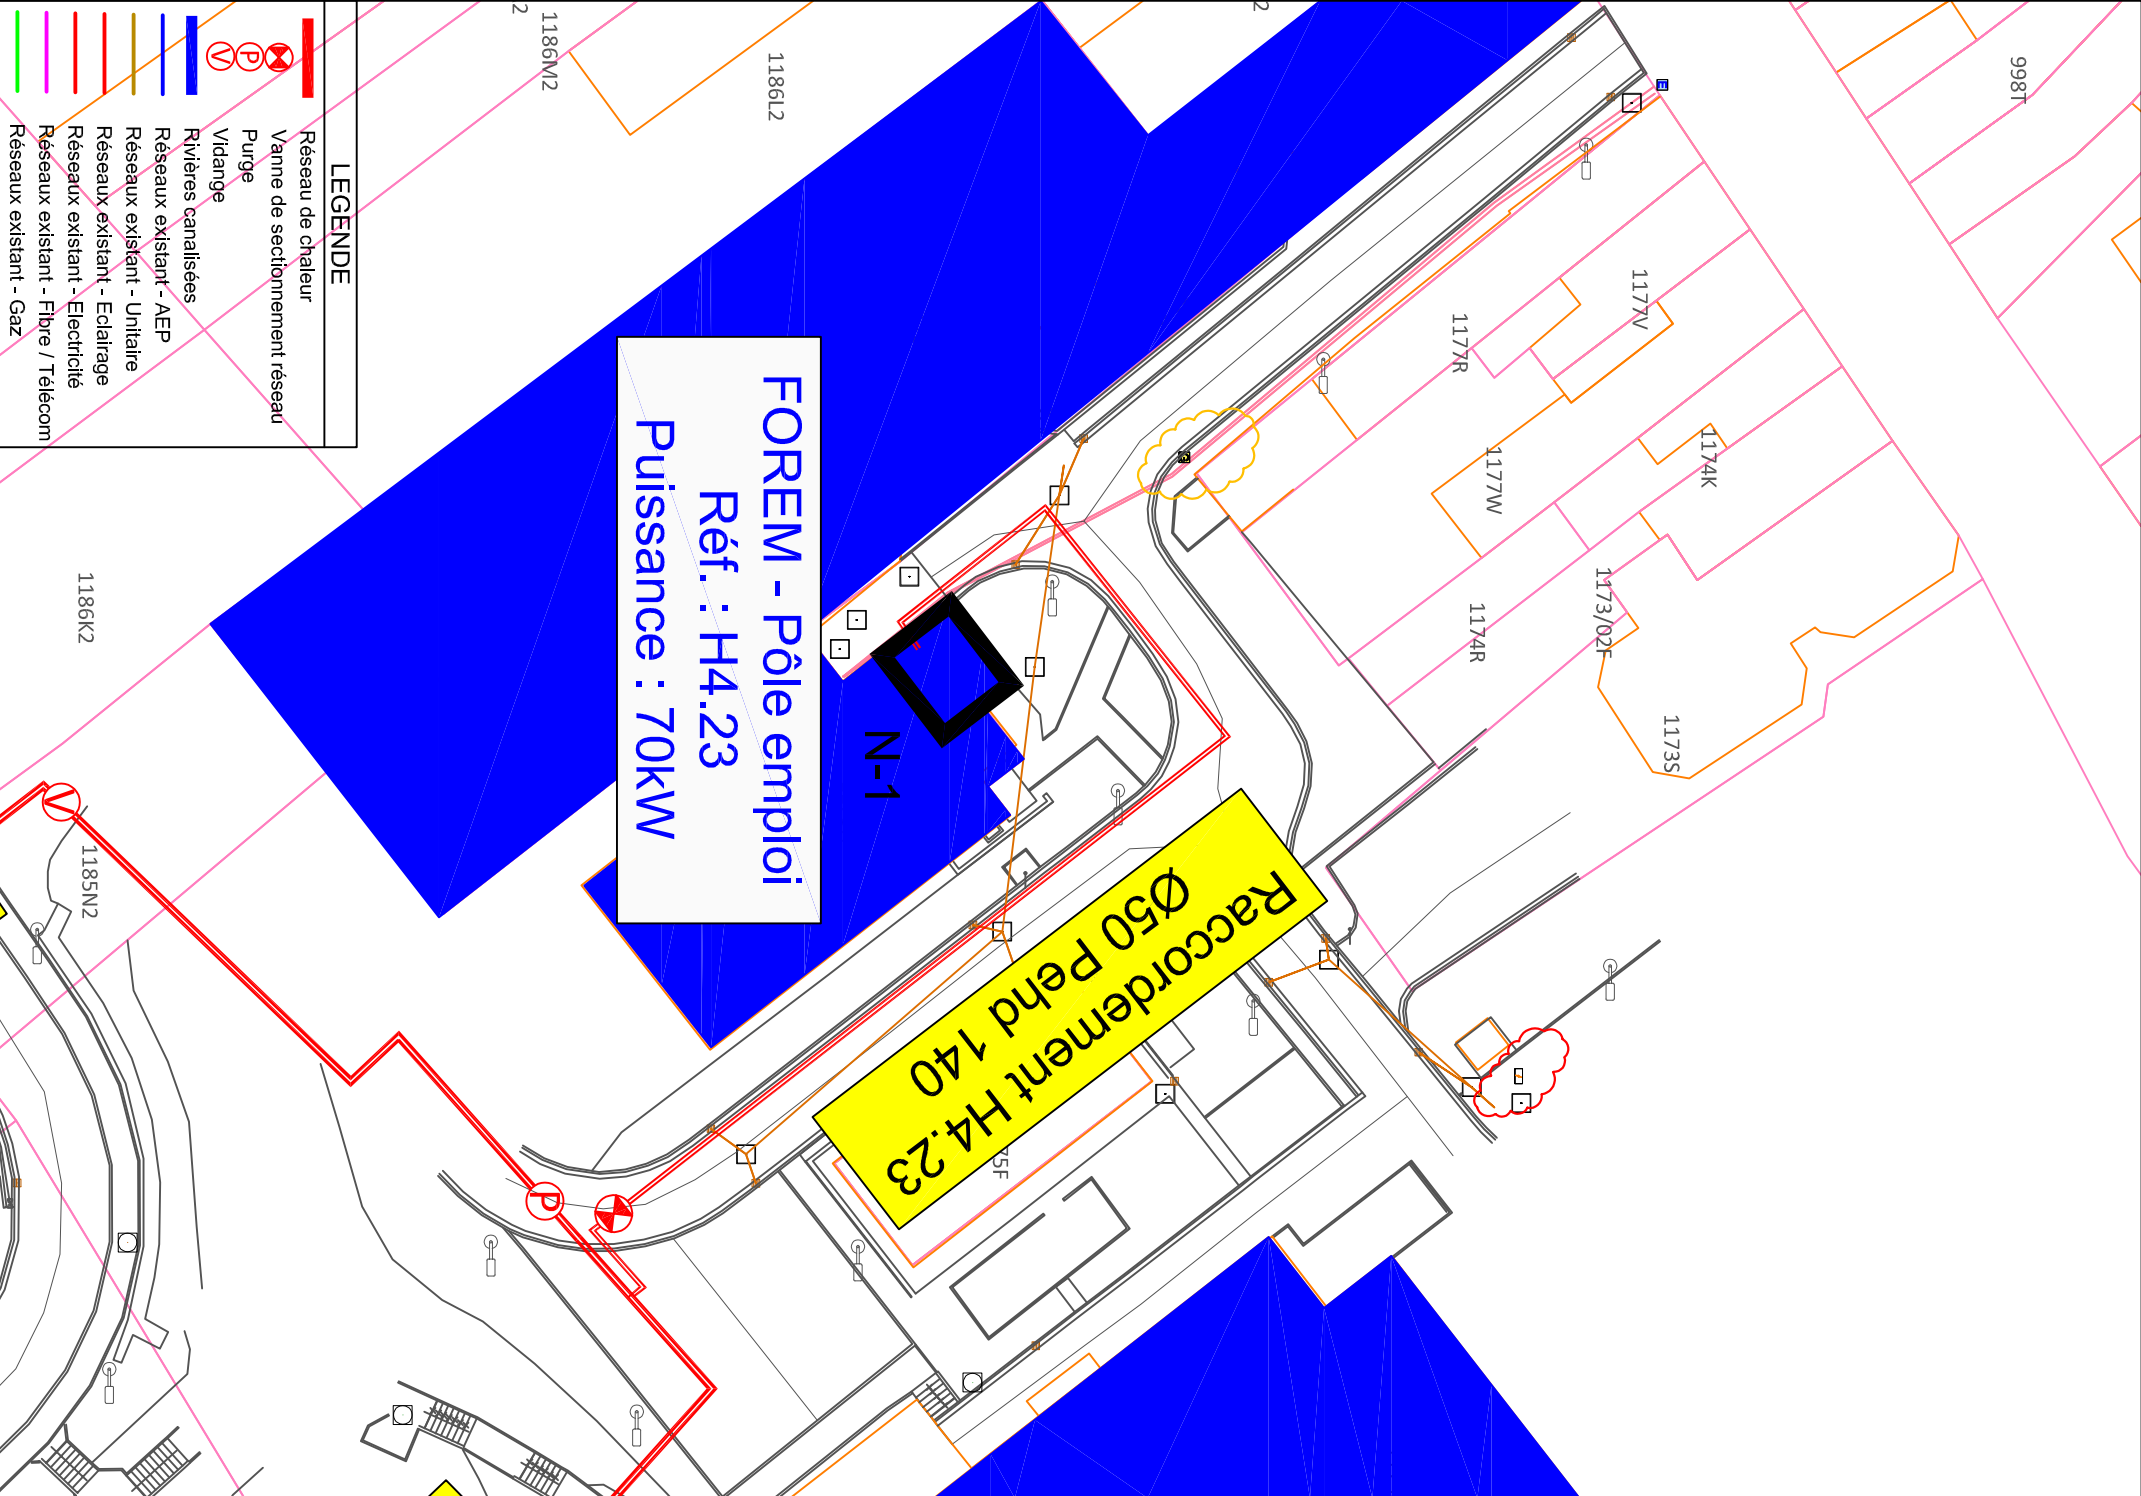 LEGENDE
Réseau de chaleur
Vanne de sectionnement réseau
Purge
Vidange
Rivières canalisées
Réseaux existant - AEP
Réseaux existant - Unitaire
Réseaux existant - Eclairage
Réseaux existant - Electricité
Réseaux existant - Fibre / Télécom
Réseaux existant - Gaz
P
V
FOREM - Pôle emploi
Réf. : H4.23
Puissance : 70kW
N-1
Raccordement H4.23
Ø50 Pehd 140
998T
1177V
1177R
1174K
1177W
1173/02F
1174R
1173S
1186L2
1186M2
1186K2
1185N2
5F
V
P
E
2
2